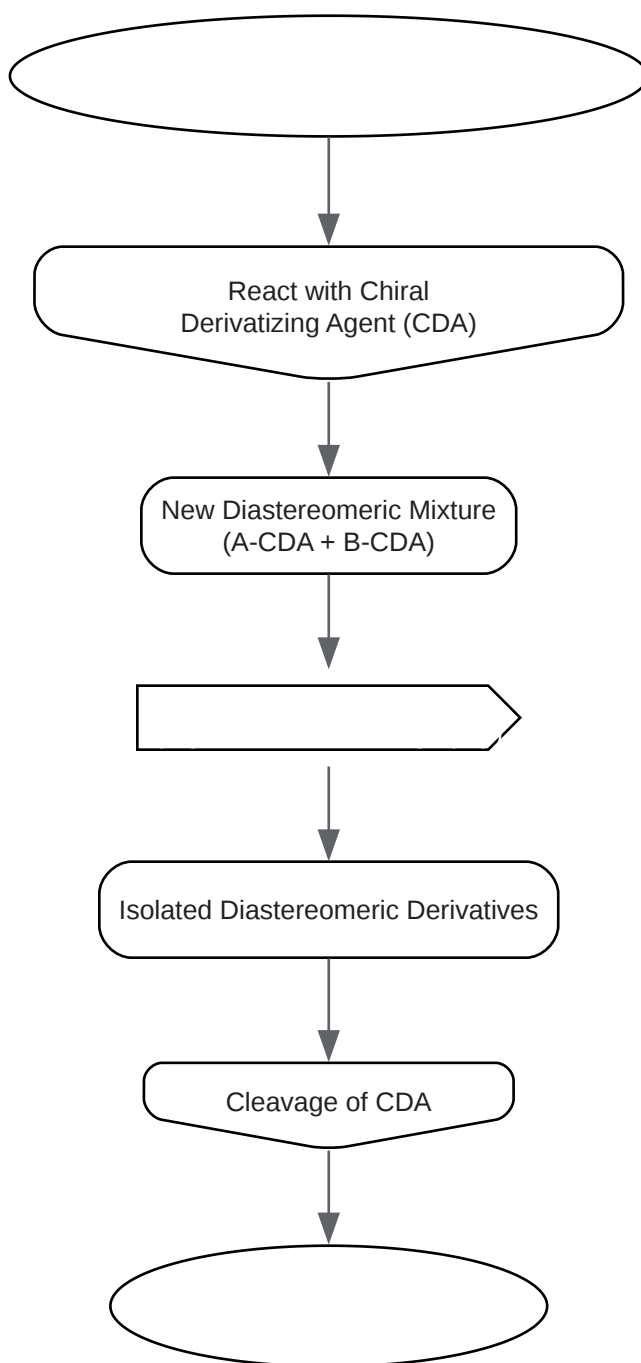 React with Chiral
Derivatizing Agent (CDA)
New Diastereomeric Mixture
(A-CDA + B-CDA)
Isolated Diastereomeric Derivatives
Cleavage of CDA